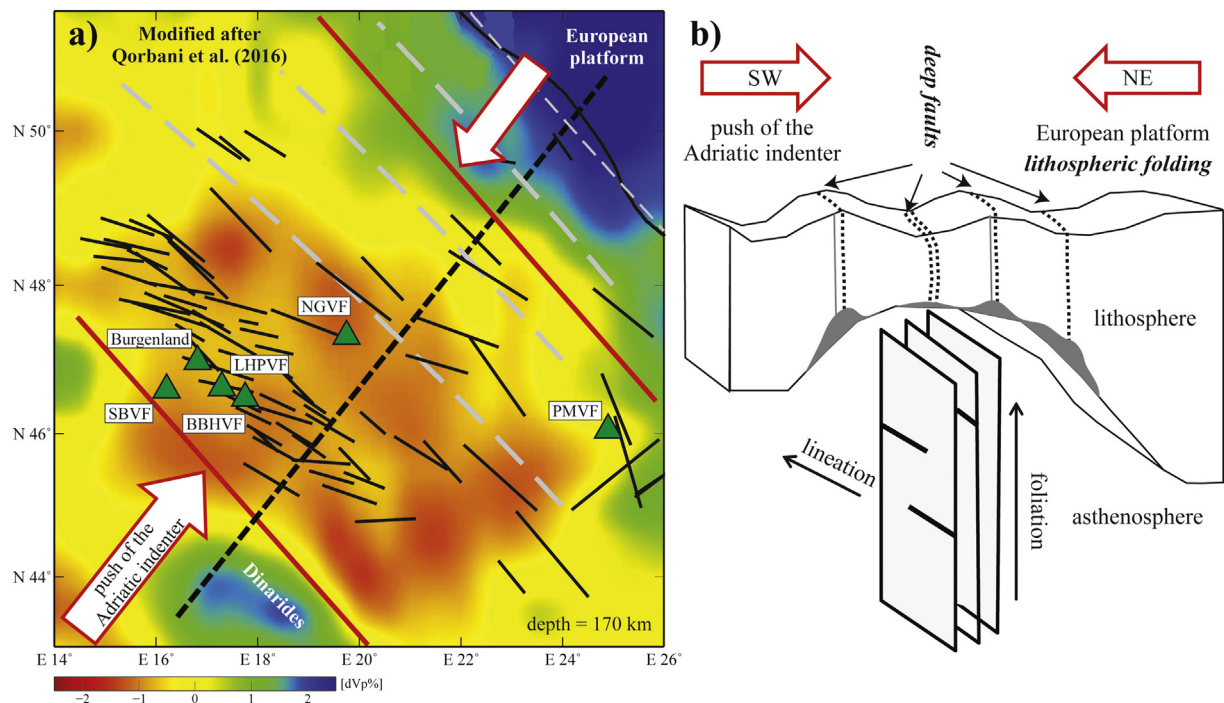 a)
Modified after
Qorbani et al. (2016)
European
platform
N 50°
N 48°
N 46°
N 44°
NGVF
Burgenland
LHPVF
SBVF
BBHVF
PMVF
push of the
Adriatic indenter
Dinarides
depth = 170 km
E 14°
E 16°
E 18°
E 20°
E 22°
E 24°
E 26°
−2
−1
0
1
2
[dVp%]
b)
SW
deep faults
NE
push of the
Adriatic indenter
European platform
lithospheric folding
lithosphere
lineation
foliation
asthenosphere